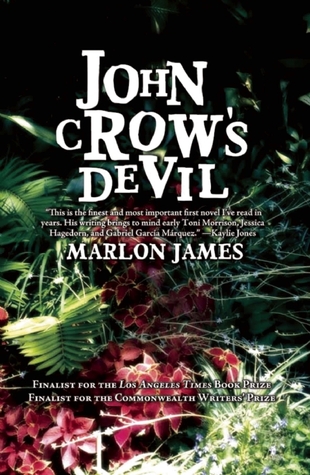 JOHN
CROW'S
DEVIL
"This is the finest and most important first novel I've read in
years. His writing brings to mind early Toni Morrison, Jessica
Hagedorn, and Gabriel García Márquez." —Kaylie Jones
MARLON JAMES
FINALIST FOR THE LOS ANGELES TIMES BOOK PRIZE
FINALIST FOR THE COMMONWEALTH WRITERS' PRIZE